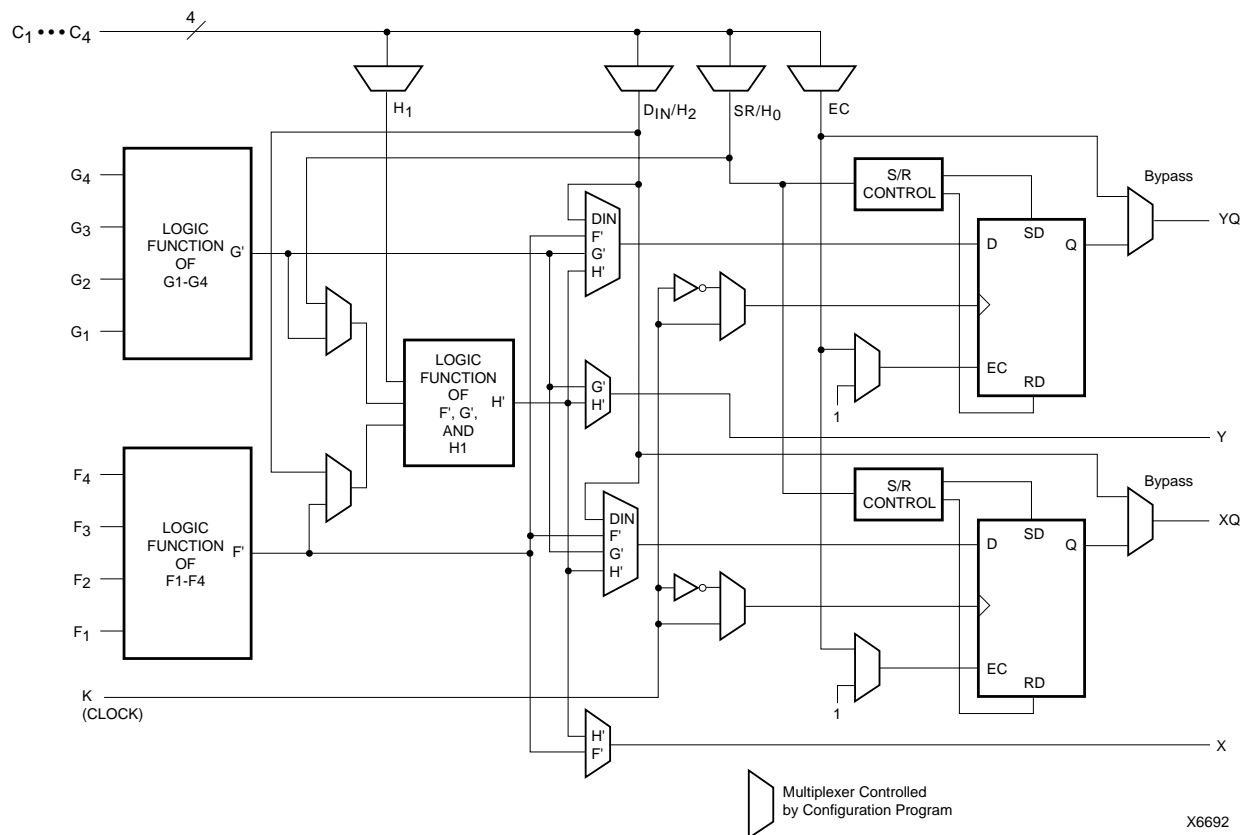 C1 ••• C4
4
H1
DIN/H2
SR/H0
EC
G4
G3
G2
G1
LOGIC
FUNCTION
OF
G1-G4
G'
DIN
F'
G'
H'
S/R
CONTROL
Bypass
YQ
D
SD
Q
EC
RD
1
LOGIC
FUNCTION
OF
F', G',
AND
H1
H'
G'
H'
Y
F4
F3
F2
F1
LOGIC
FUNCTION
OF
F1-F4
F'
DIN
F'
G'
H'
S/R
CONTROL
Bypass
XQ
D
SD
Q
EC
RD
1
K
(CLOCK)
H'
F'
X
Multiplexer Controlled
by Configuration Program
X6692